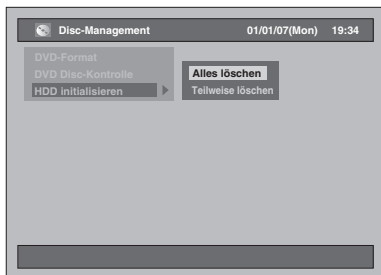 Disc-Management 01/01/07(Mon) 19:34
DVD-Format
DVD Disc-Kontrolle
HDD initialisieren
Alles löschen
Teilweise löschen